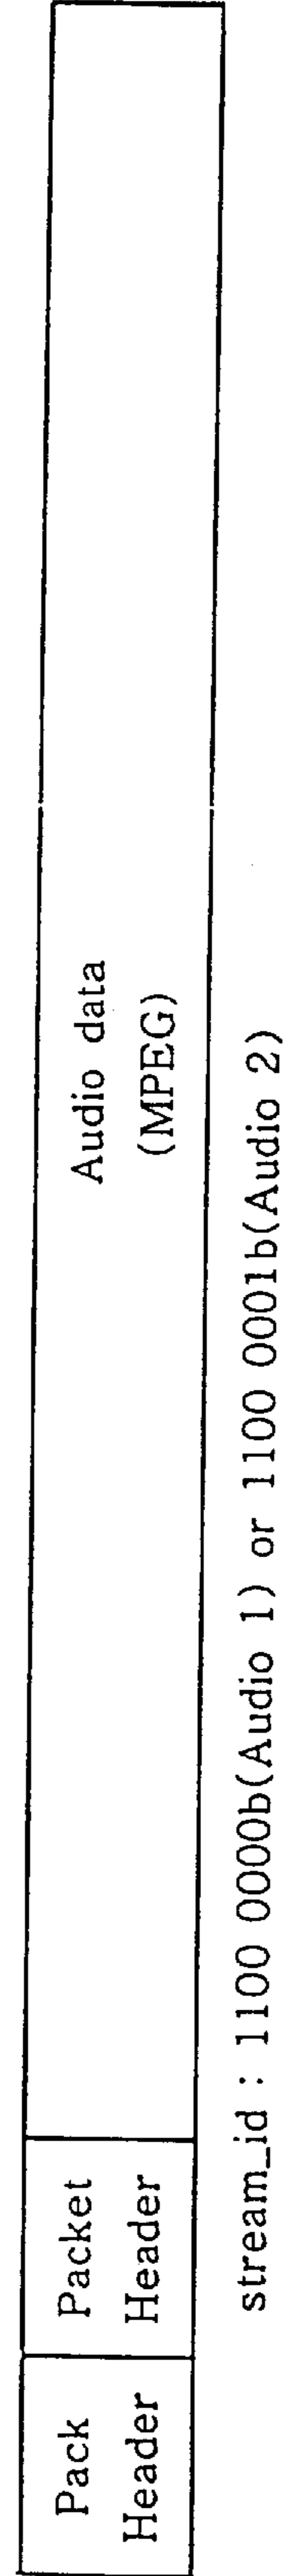 Pack
Header
Packet
Header
Audio data
(MPEG)
stream_id : 1100 0000b(Audio 1) or 1100 0001b(Audio 2)